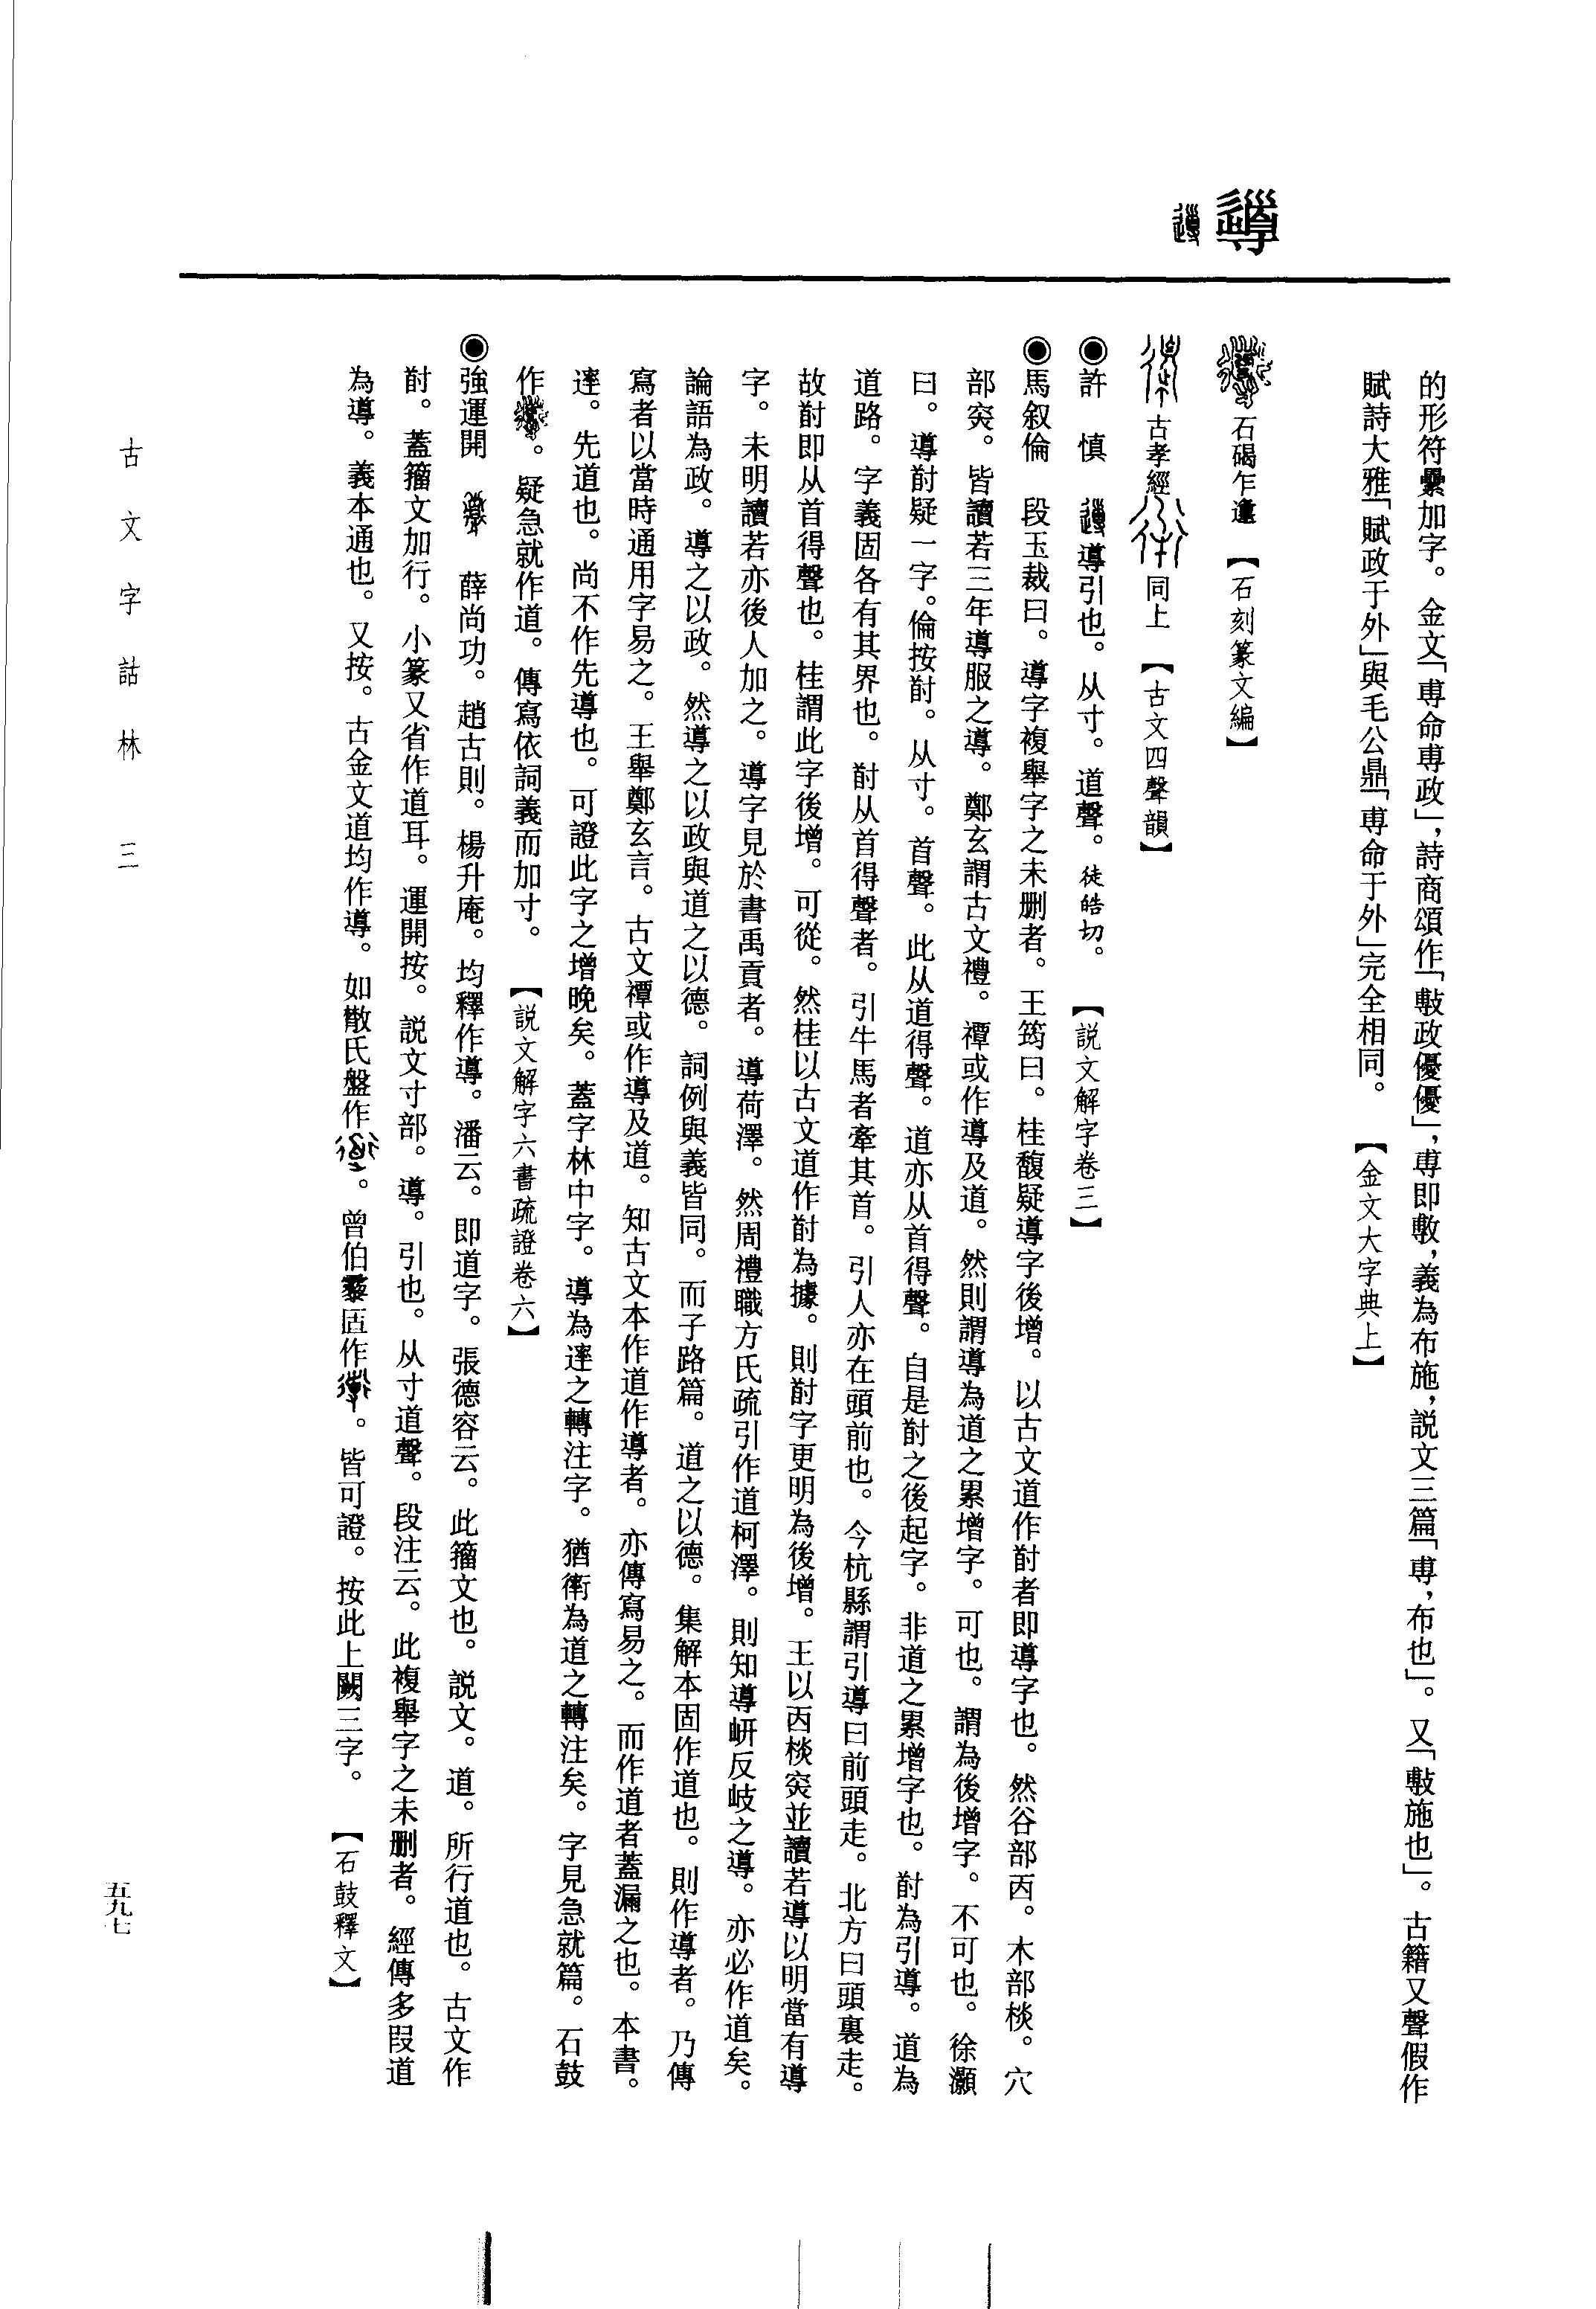 導
的形符纍加字。金文「尃命尃政」，詩商頌作「敷政優優」，尃即敷，義為布施，説文三篇「尃，布也」。又「敷施也」。古籍又聲假作
賦詩大雅「賦政于外」與毛公鼎「尃命于外」完全相同。　【金文大字典上】
石碣乍逢　【石刻篆文編】
古孝經　同上　【古文四聲韻】
◉許　慎　導引也。从寸。道聲。徒皓切。　【説文解字卷三】
◉馬叙倫　段玉裁曰。導字複舉字之未删者。王筠曰。桂馥疑導字後增。以古文道作𡬹者即導字也。然谷部㐁。木部棪。穴
部突。皆讀若三年導服之導。鄭玄謂古文禮。禫或作導及道。然則謂導為道之累增字。可也。謂為後增字。不可也。徐灝
曰。導𡬹疑一字。倫按𡬹。从寸。首聲。此从道得聲。道亦从首得聲。自是𡬹之後起字。非道之累增字也。𡬹為引導。道為
道路。字義固各有其界也。𡬹从首得聲者。引牛馬者牽其首。引人亦在頭前也。今杭縣謂引導曰前頭走。北方曰頭裏走。
故𡬹即从首得聲也。桂謂此字後增。可從。然桂以古文道作𡬹為據。則𡬹字更明為後增。王以㐁棪突並讀若導以明當有導
字。未明讀若亦後人加之。導字見於書禹貢者。導荷澤。然周禮職方氏疏引作道柯澤。則知導岍反岐之導。亦必作道矣。
論語為政。導之以政。然導之以政與道之以德。詞例與義皆同。而子路篇。道之以德。集解本固作道也。則作導者。乃傳
寫者以當時通用字易之。王舉鄭玄言。古文禫或作導及道。知古文本作道作導者。亦傳寫易之。而作道者蓋漏之也。本書。
𨔶。先道也。尚不作先導也。可證此字之增晚矣。蓋字林中字。導為𨔶之轉注字。猶衛為道之轉注矣。字見急就篇。石鼓
作　。疑急就作道。傳寫依詞義而加寸。　【説文解字六書疏證卷六】
◉強運開　薛尚功。趙古則。楊升庵。均釋作導。潘云。即道字。張德容云。此籀文也。説文。道。所行道也。古文作
𡬹。蓋籀文加行。小篆又省作道耳。運開按。説文寸部。導。引也。从寸道聲。段注云。此複舉字之未删者。經傳多叚道
為導。義本通也。又按。古金文道均作導。如散氏盤作　。曾伯霥匠作　。皆可證。按此上闕三字。　【石鼓釋文】
古文字詁林　三
五九七